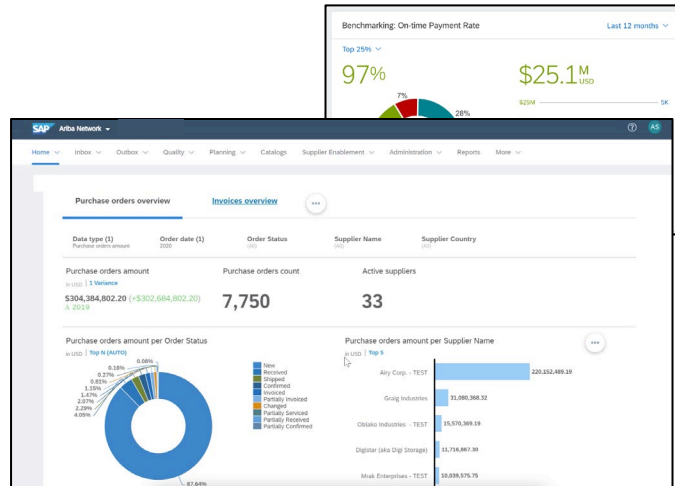 Benchmarking: On-time Payment Rate
Last 12 months
Top 25%
97%
$25.1M USD
$25M
5K
7%
28%
SAP Ariba Network
AS
Home
Inbox
Outbox
Quality
Planning
Catalogs
Supplier Enablement
Administration
Reports
More
Purchase orders overview
Invoices overview
Data type (1)
Purchase orders amount
Order date (1)
2020
Order Status
(All)
Supplier Name
(All)
Supplier Country
(All)
Purchase orders amount
in USD | 1 Variance
$304,384,802.20 (+$302,684,802.20)
Δ 2019
Purchase orders count
7,750
Active suppliers
33
Purchase orders amount per Order Status
in USD | Top N (AUTO)
0.08%
0.16%
0.27%
0.81%
1.15%
1.47%
2.07%
2.29%
4.05%
87.64%
New
Received
Shipped
Confirmed
Invoiced
Partially Invoiced
Changed
Partially Serviced
Partially Received
Partially Confirmed
Purchase orders amount per Supplier Name
in USD | Top 5
Airy Corp. - TEST
220,152,489.19
Graig Industries
31,080,368.32
Oblako Industries - TEST
15,570,369.19
Digistar (aka Digi Storage)
11,716,867.30
Mrak Enterprises - TEST
10,039,575.75